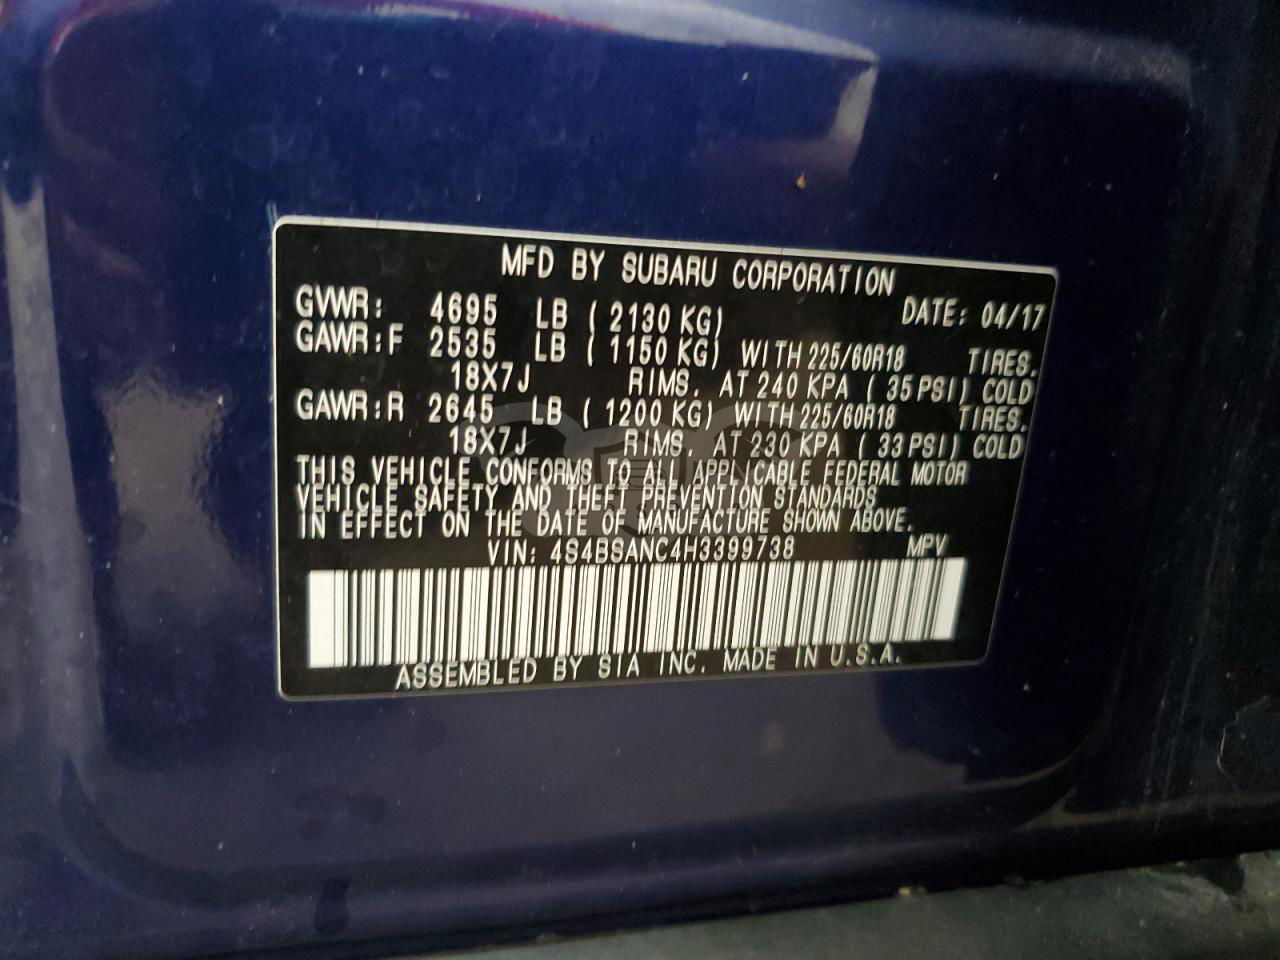 MFD BY SUBARU CORPORATION
GVWR: 4695 LB ( 2130 KG) DATE: 04/17
GAWR:F 2535 LB ( 1150 KG) WITH 225/60R18 TIRES.
18X7J RIMS. AT 240 KPA ( 35 PSI) COLD
GAWR:R 2645 LB ( 1200 KG) WITH 225/60R18 TIRES.
18X7J RIMS. AT 230 KPA ( 33 PSI) COLD
THIS VEHICLE CONFORMS TO ALL APPLICABLE FEDERAL MOTOR
VEHICLE SAFETY AND THEFT PREVENTION STANDARDS
IN EFFECT ON THE DATE OF MANUFACTURE SHOWN ABOVE.
VIN: 4S4BSANC4H3399738 MPV
ASSEMBLED BY SIA INC. MADE IN U.S.A.